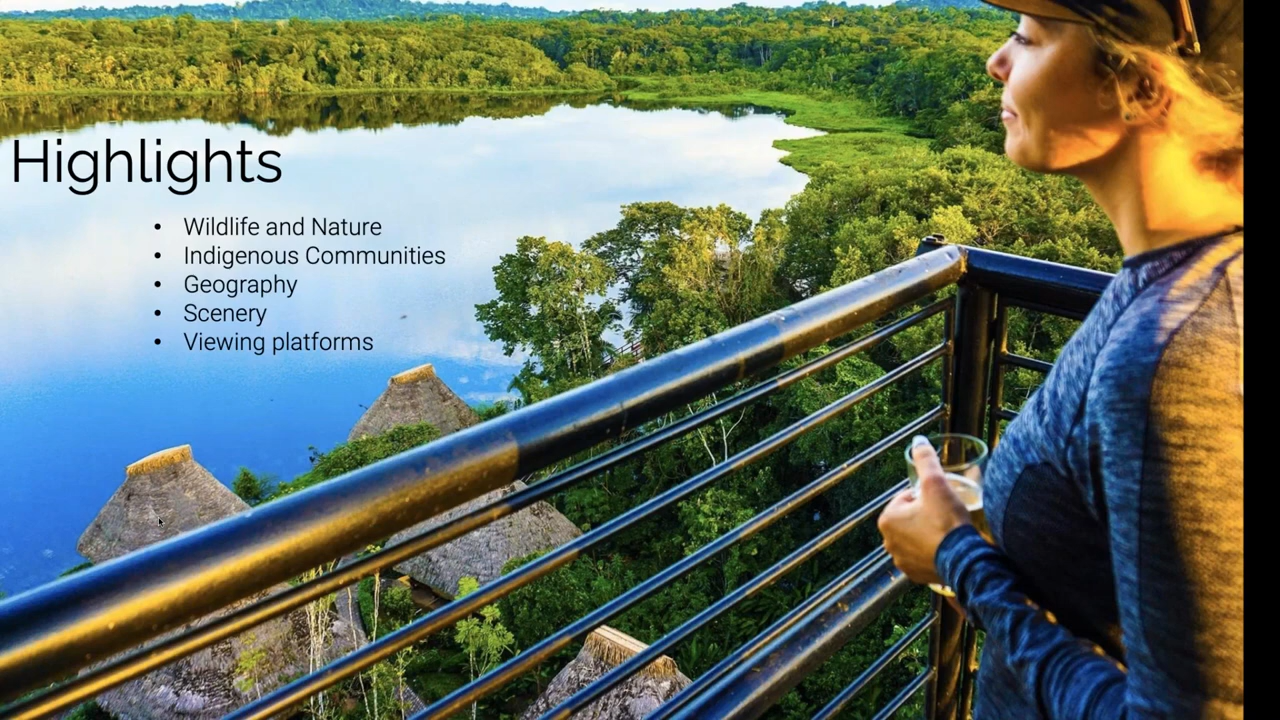 Highlights
• Wildlife and Nature
• Indigenous Communities
• Geography
• Scenery
• Viewing platforms